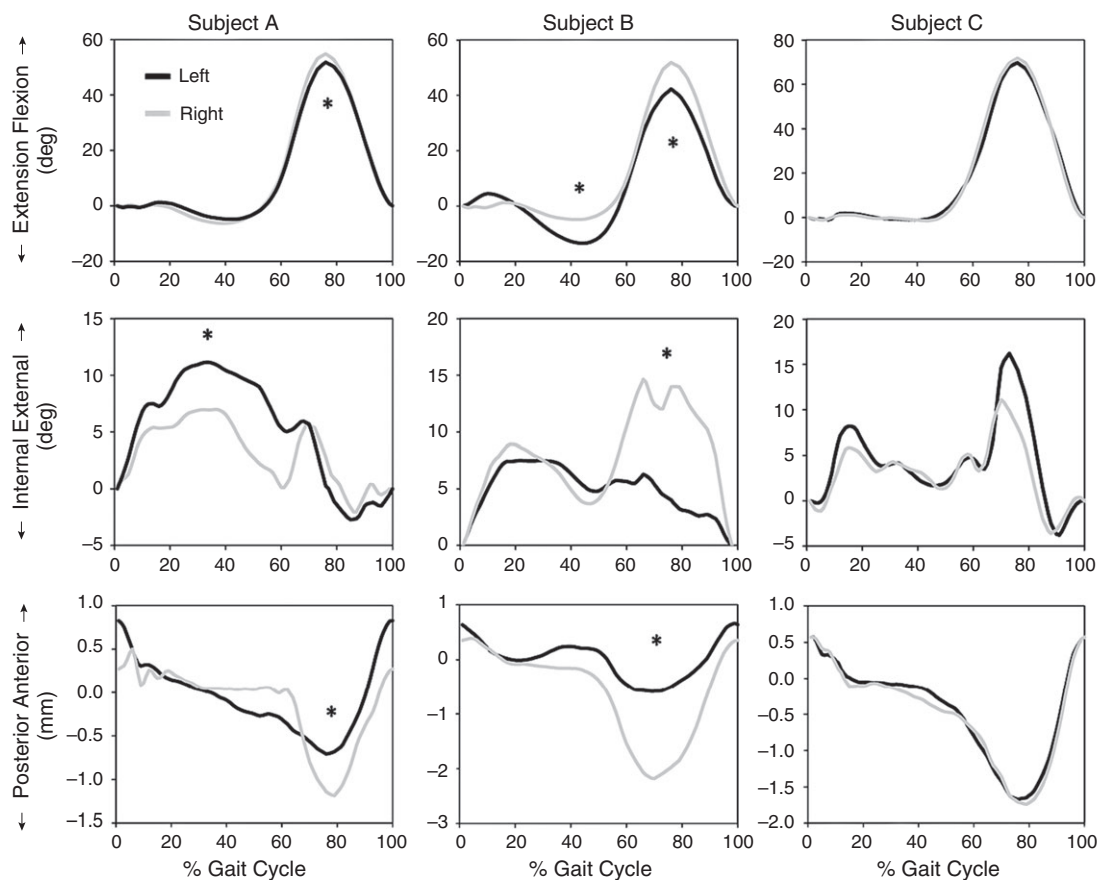 Subject A
Subject B
Subject C
← Extension Flexion →
(deg)
60
40
20
0
−20
0 20 40 60 80 100
Left
Right
*
60
40
20
0
−20
0 20 40 60 80 100
*
*
80
60
40
20
0
−20
0 20 40 60 80 100
← Internal External →
(deg)
15
10
5
0
−5
0 20 40 60 80 100
*
20
15
10
5
0
0 20 40 60 80 100
*
20
15
10
5
0
−5
0 20 40 60 80 100
← Posterior Anterior →
(mm)
1.0
0.5
0.0
−0.5
−1.0
−1.5
0 20 40 60 80 100
*
% Gait Cycle
1
0
−1
−2
−3
0 20 40 60 80 100
*
% Gait Cycle
1.0
0.5
0.0
−0.5
−1.0
−1.5
−2.0
0 20 40 60 80 100
% Gait Cycle